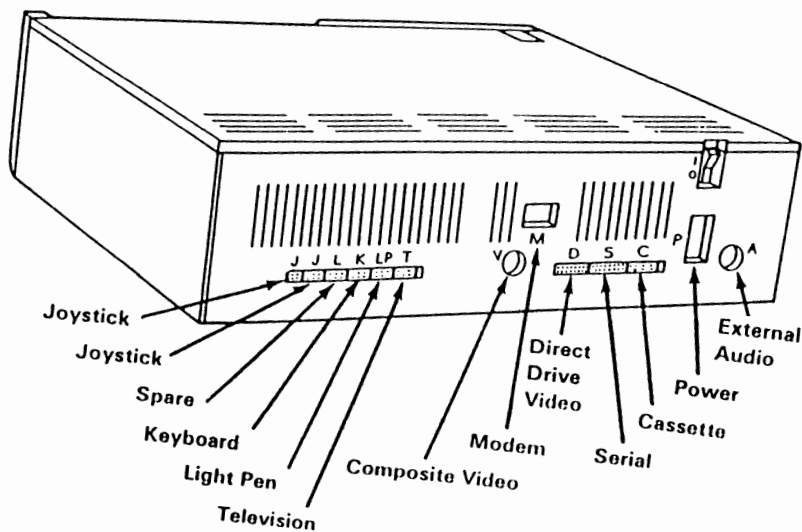 I
O
J J L K LP T
V
M
D S C
P
A
Joystick
Joystick
Spare
Keyboard
Light Pen
Television
Composite Video
Modem
Direct
Drive
Video
Serial
Cassette
Power
External
Audio